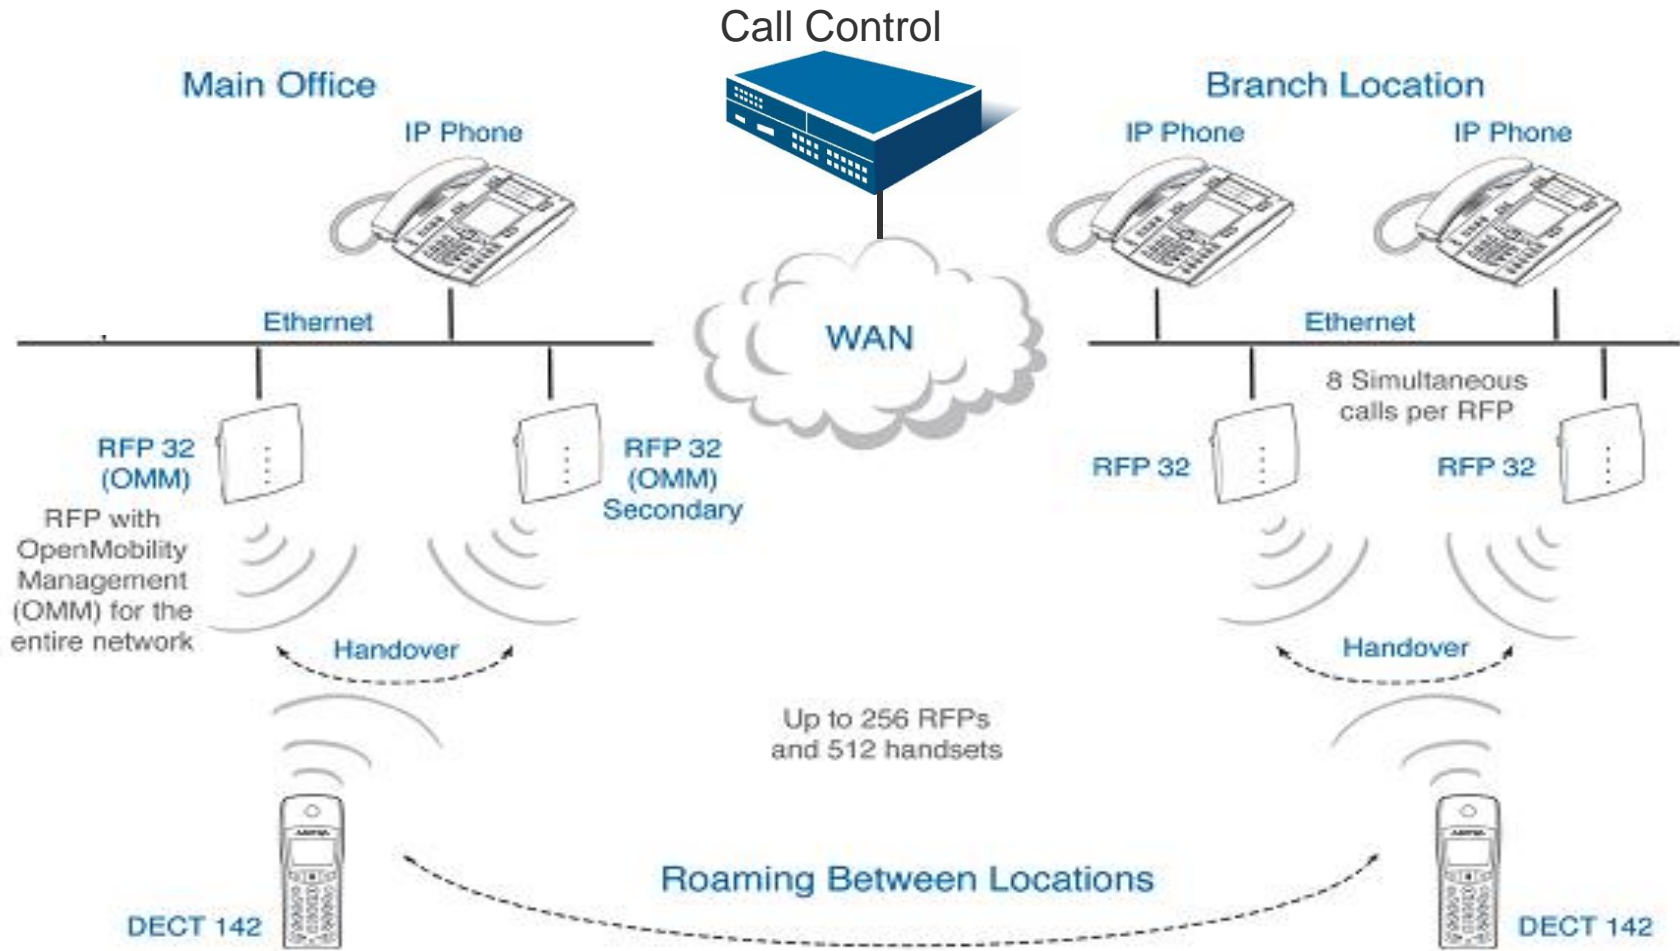 Call Control
Main Office
Branch Location
IP Phone
IP Phone
IP Phone
Ethernet
WAN
Ethernet
8 Simultaneous
calls per RFP
RFP 32
(OMM)
RFP 32
(OMM)
Secondary
RFP 32
RFP 32
RFP with
OpenMobility
Management
(OMM) for the
entire network
Handover
Handover
Up to 256 RFPs
and 512 handsets
AASTRA
AASTRA
Roaming Between Locations
DECT 142
DECT 142